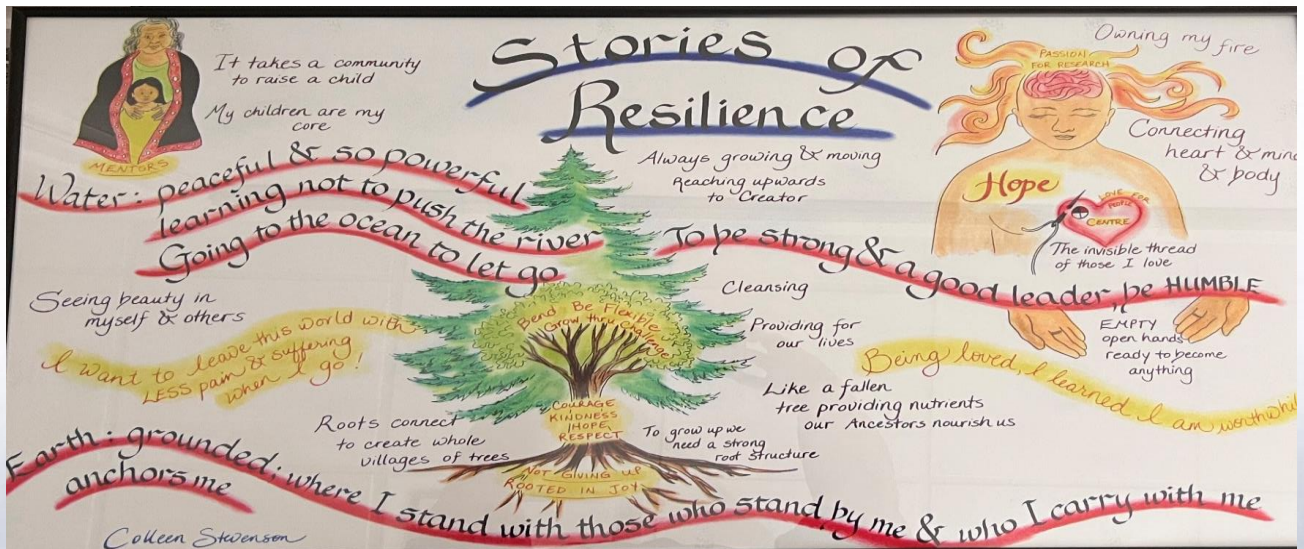 Stories of
Resilience
It takes a community
to raise a child
My children are my
core
MENTORS
Water: peaceful & so powerful
learning not to push the river
Going to the ocean to let go
Always growing & moving
Reaching upwards
to Creator
Owning my fire
PASSION
FOR RESEARCH
Connecting
heart & mind
& body
Hope
LOVE FOR
PEOPLE
CENTRE
The invisible thread
of those I love
To be strong & a good leader, be HUMBLE
EMPTY
open hands
ready to become
anything
Seeing beauty in
myself & others
I want to leave this world with
LESS pain & suffering
when I go!
Bend Be Flexible
Grow thru Challenge
Cleansing
Providing for
our lives
Being loved, I learned I am worthwhil
Like a fallen
tree providing nutrients
our Ancestors nourish us
COURAGE
KINDNESS
HOPE
RESPECT
Roots connect
to create whole
villages of trees
To grow up we
need a strong
root structure
NOT GIVING UP
ROOTED IN JOY
Earth: grounded; where I stand with those who stand by me & who I carry with me
anchors me
Colleen Stevenson